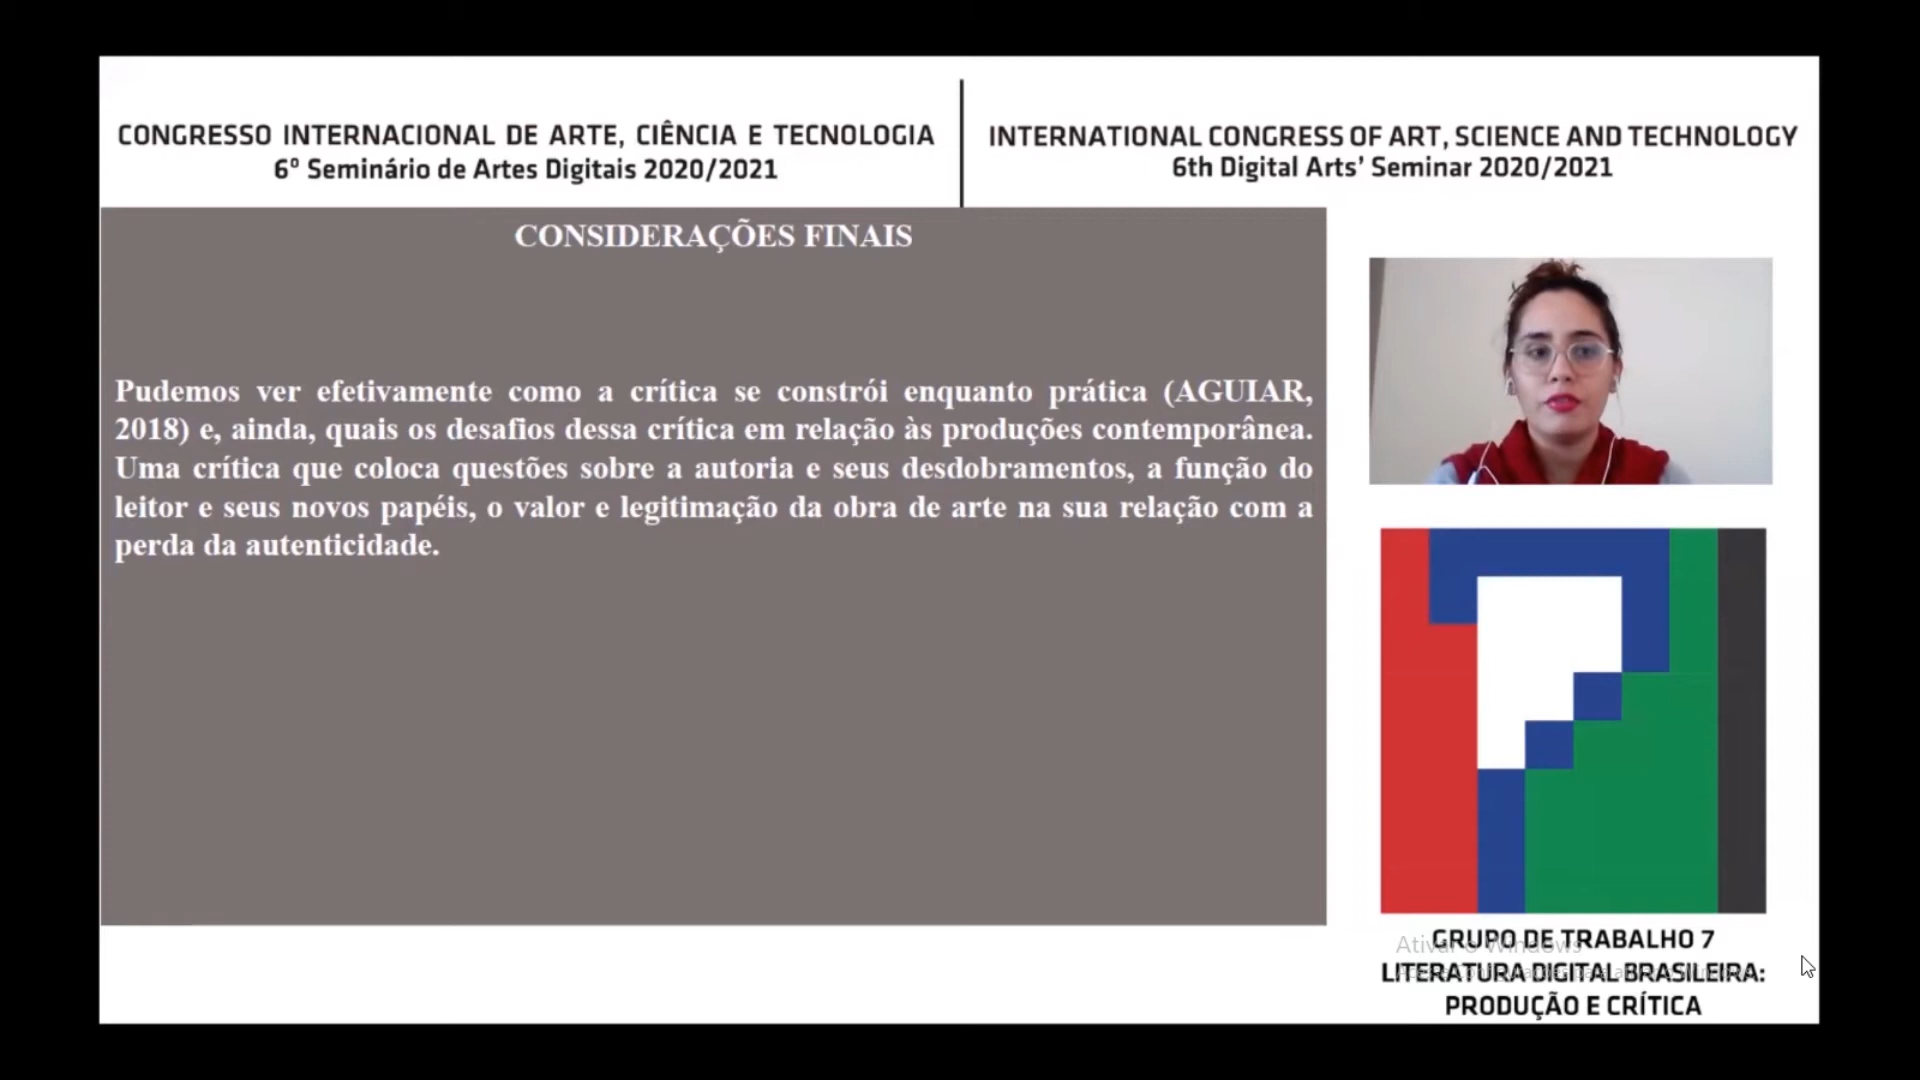 CONGRESSO INTERNACIONAL DE ARTE, CIÊNCIA E TECNOLOGIA
6º Seminário de Artes Digitais 2020/2021
INTERNATIONAL CONGRESS OF ART, SCIENCE AND TECHNOLOGY
6th Digital Arts’ Seminar 2020/2021
CONSIDERAÇÕES FINAIS
Pudemos ver efetivamente como a crítica se constrói enquanto prática (AGUIAR,
2018) e, ainda, quais os desafios dessa crítica em relação às produções contemporânea.
Uma crítica que coloca questões sobre a autoria e seus desdobramentos, a função do
leitor e seus novos papéis, o valor e legitimação da obra de arte na sua relação com a
perda da autenticidade.
GRUPO DE TRABALHO 7
LITERATURA DIGITAL BRASILEIRA:
PRODUÇÃO E CRÍTICA
Ativar o Windows